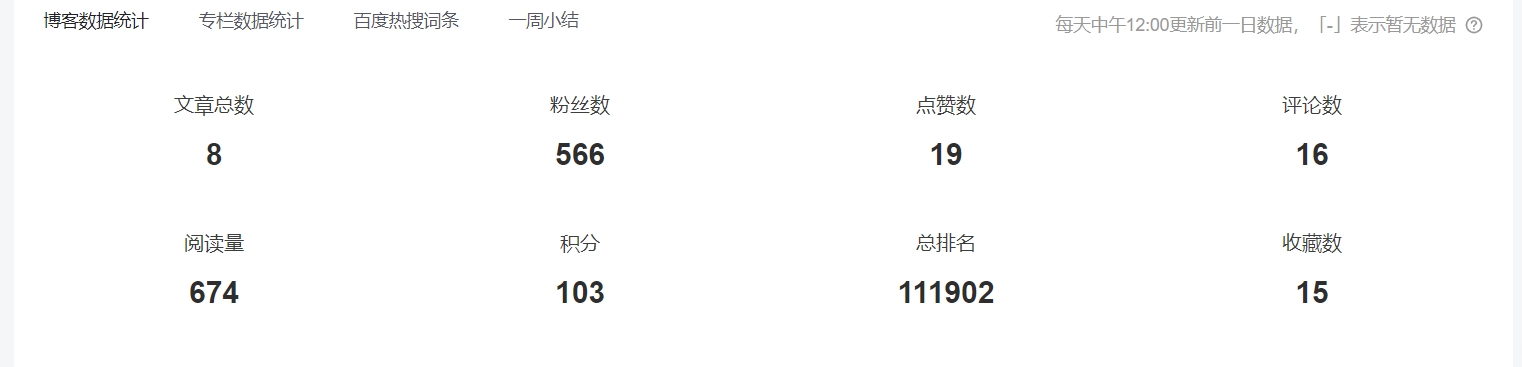 博客数据统计 专栏数据统计 百度热搜词条 一周小结 每天中午12:00更新前一日数据，「-」表示暂无数据 ?
文章总数 粉丝数 点赞数 评论数
8 566 19 16
阅读量 积分 总排名 收藏数
674 103 111902 15